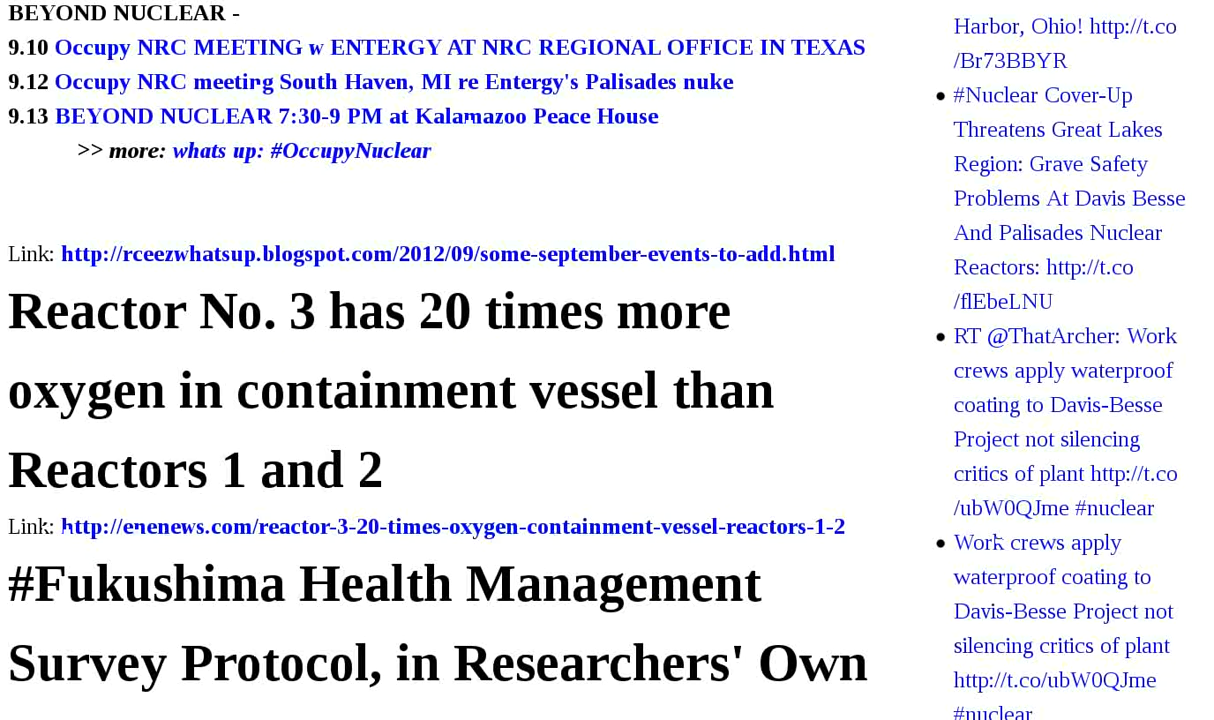 BEYOND NUCLEAR -
9.10 Occupy NRC MEETING w ENTERGY AT NRC REGIONAL OFFICE IN TEXAS
9.12 Occupy NRC meeting South Haven, MI re Entergy's Palisades nuke
9.13 BEYOND NUCLEAR 7:30-9 PM at Kalamazoo Peace House
>> more: whats up: #OccupyNuclear
Link: http://rceezwhatsup.blogspot.com/2012/09/some-september-events-to-add.html
Reactor No. 3 has 20 times more
oxygen in containment vessel than
Reactors 1 and 2
Link: http://enenews.com/reactor-3-20-times-oxygen-containment-vessel-reactors-1-2
#Fukushima Health Management
Survey Protocol, in Researchers' Own
Harbor, Ohio! http://t.co
/Br73BBYR
#Nuclear Cover-Up
Threatens Great Lakes
Region: Grave Safety
Problems At Davis Besse
And Palisades Nuclear
Reactors: http://t.co
/flEbeLNU
RT @ThatArcher: Work
crews apply waterproof
coating to Davis-Besse
Project not silencing
critics of plant http://t.co
/ubW0QJme #nuclear
Work crews apply
waterproof coating to
Davis-Besse Project not
silencing critics of plant
http://t.co/ubW0QJme
#nuclear